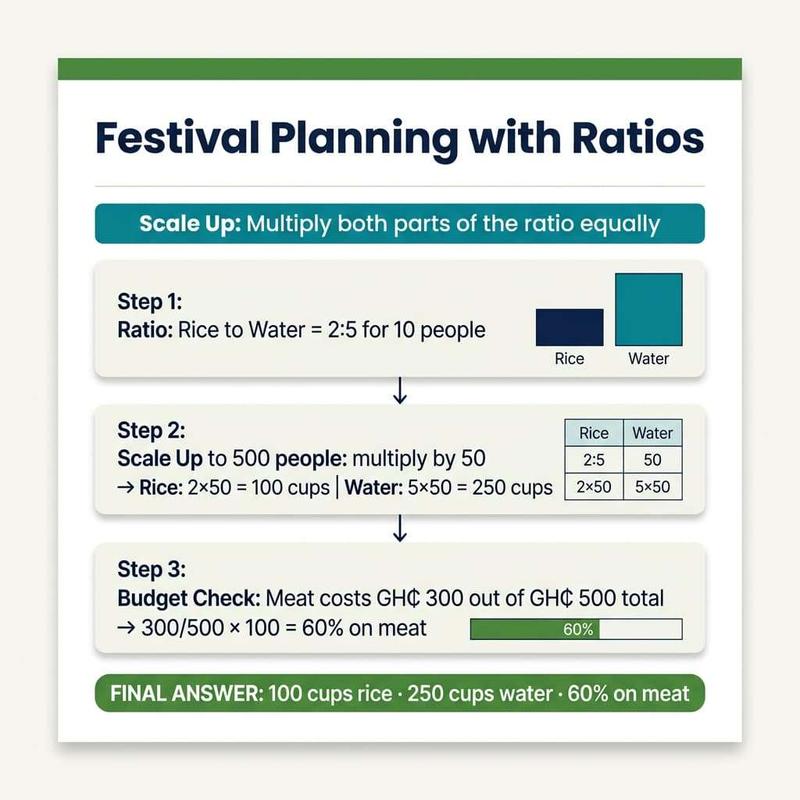 Festival Planning with Ratios
Scale Up: Multiply both parts of the ratio equally
Step 1:
Ratio: Rice to Water = 2:5 for 10 people
Rice
Water
Step 2:
Scale Up to 500 people: multiply by 50
→ Rice: 2×50 = 100 cups | Water: 5×50 = 250 cups
Rice Water
2:5 50
2×50 5×50
Step 3:
Budget Check: Meat costs GH₵ 300 out of GH₵ 500 total
→ 300/500 × 100 = 60% on meat
60%
FINAL ANSWER: 100 cups rice · 250 cups water · 60% on meat